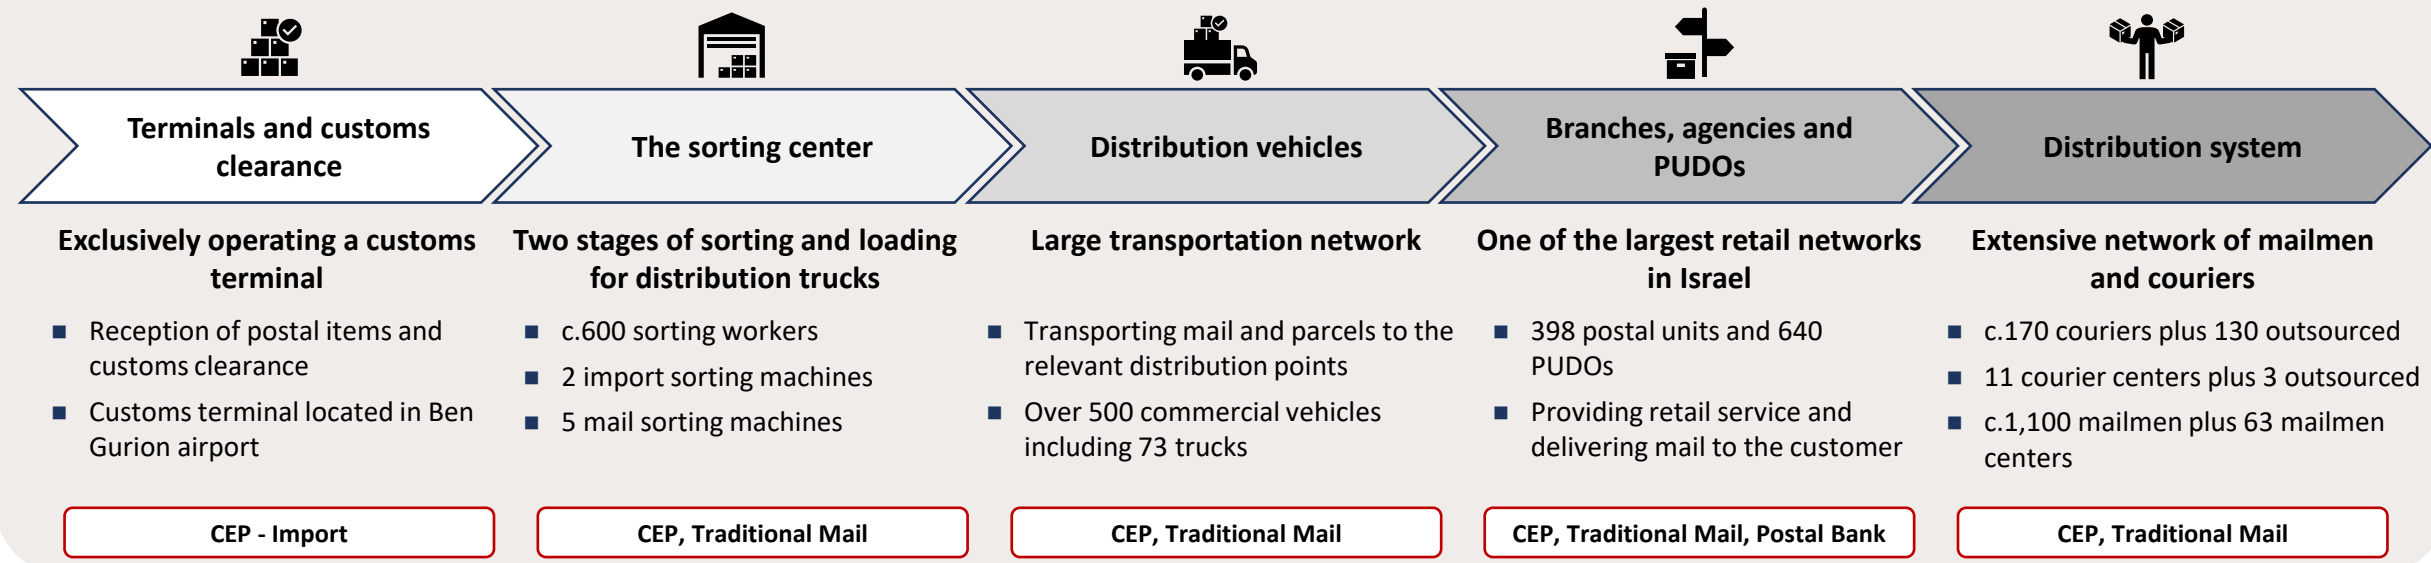 Terminals and customs
clearance
The sorting center
Distribution vehicles
Branches, agencies and
PUDOs
Distribution system
Exclusively operating a customs
terminal
■ Reception of postal items and
customs clearance
■ Customs terminal located in Ben
Gurion airport
CEP - Import
Two stages of sorting and loading
for distribution trucks
■ c.600 sorting workers
■ 2 import sorting machines
■ 5 mail sorting machines
CEP, Traditional Mail
Large transportation network
■ Transporting mail and parcels to the
relevant distribution points
■ Over 500 commercial vehicles
including 73 trucks
CEP, Traditional Mail
One of the largest retail networks
in Israel
■ 398 postal units and 640
PUDOs
■ Providing retail service and
delivering mail to the customer
CEP, Traditional Mail, Postal Bank
Extensive network of mailmen
and couriers
■ c.170 couriers plus 130 outsourced
■ 11 courier centers plus 3 outsourced
■ c.1,100 mailmen plus 63 mailmen
centers
CEP, Traditional Mail